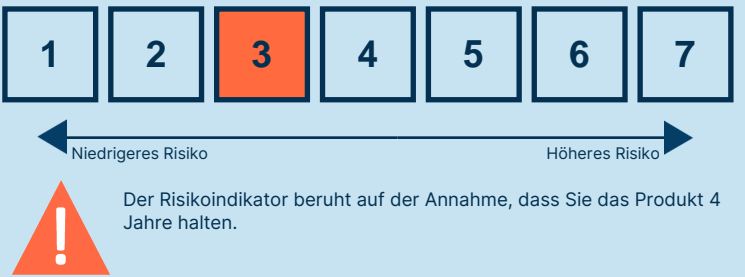 1 2 3 4 5 6 7
Niedrigeres Risiko Höheres Risiko
Der Risikoindikator beruht auf der Annahme, dass Sie das Produkt 4
Jahre halten.